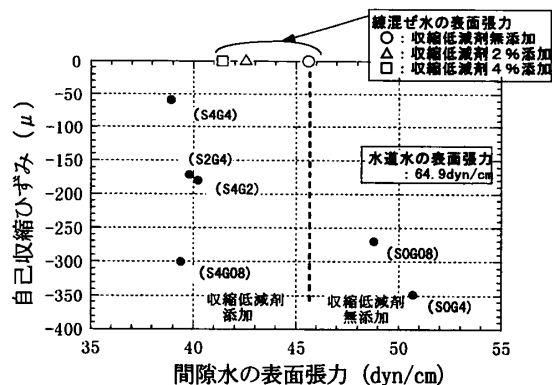 練混ぜ水の表面張力
○：収縮低減剤無添加
△：収縮低減剤2％添加
□：収縮低減剤4％添加
0
-50
-100
-150
-200
-250
-300
-350
-400
自己収縮ひずみ (μ)
(S4G4)
(S2G4)
(S4G2)
(S4G08)
水道水の表面張力
：64.9dyn/cm
(S0G08)
(S0G4)
収縮低減剤
添加
収縮低減剤
無添加
35
40
45
50
55
間隙水の表面張力 (dyn/cm)